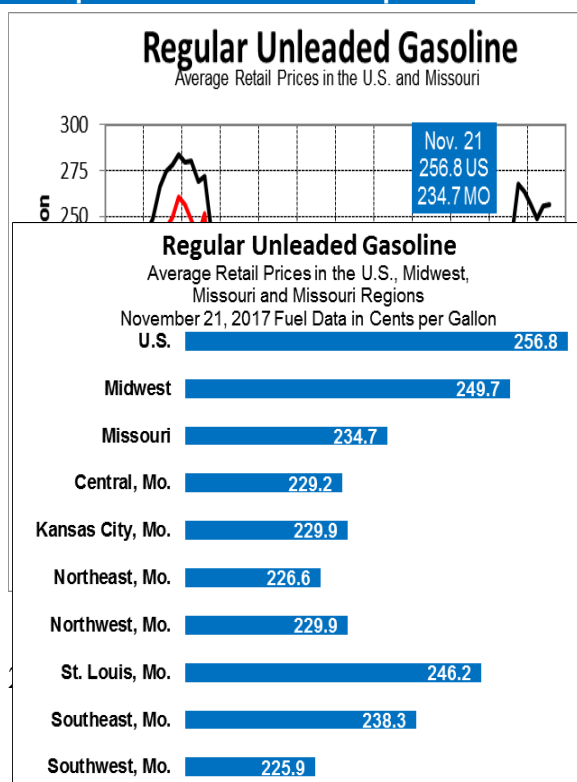 Regular Unleaded Gasoline
Average Retail Prices in the U.S. and Missouri
300
275
250
on
Nov. 21
256.8 US
234.7 MO
Regular Unleaded Gasoline
Average Retail Prices in the U.S., Midwest,
Missouri and Missouri Regions
November 21, 2017 Fuel Data in Cents per Gallon
U.S. 256.8
Midwest 249.7
Missouri 234.7
Central, Mo. 229.2
Kansas City, Mo. 229.9
Northeast, Mo. 226.6
Northwest, Mo. 229.9
St. Louis, Mo. 246.2
Southeast, Mo. 238.3
Southwest, Mo. 225.9